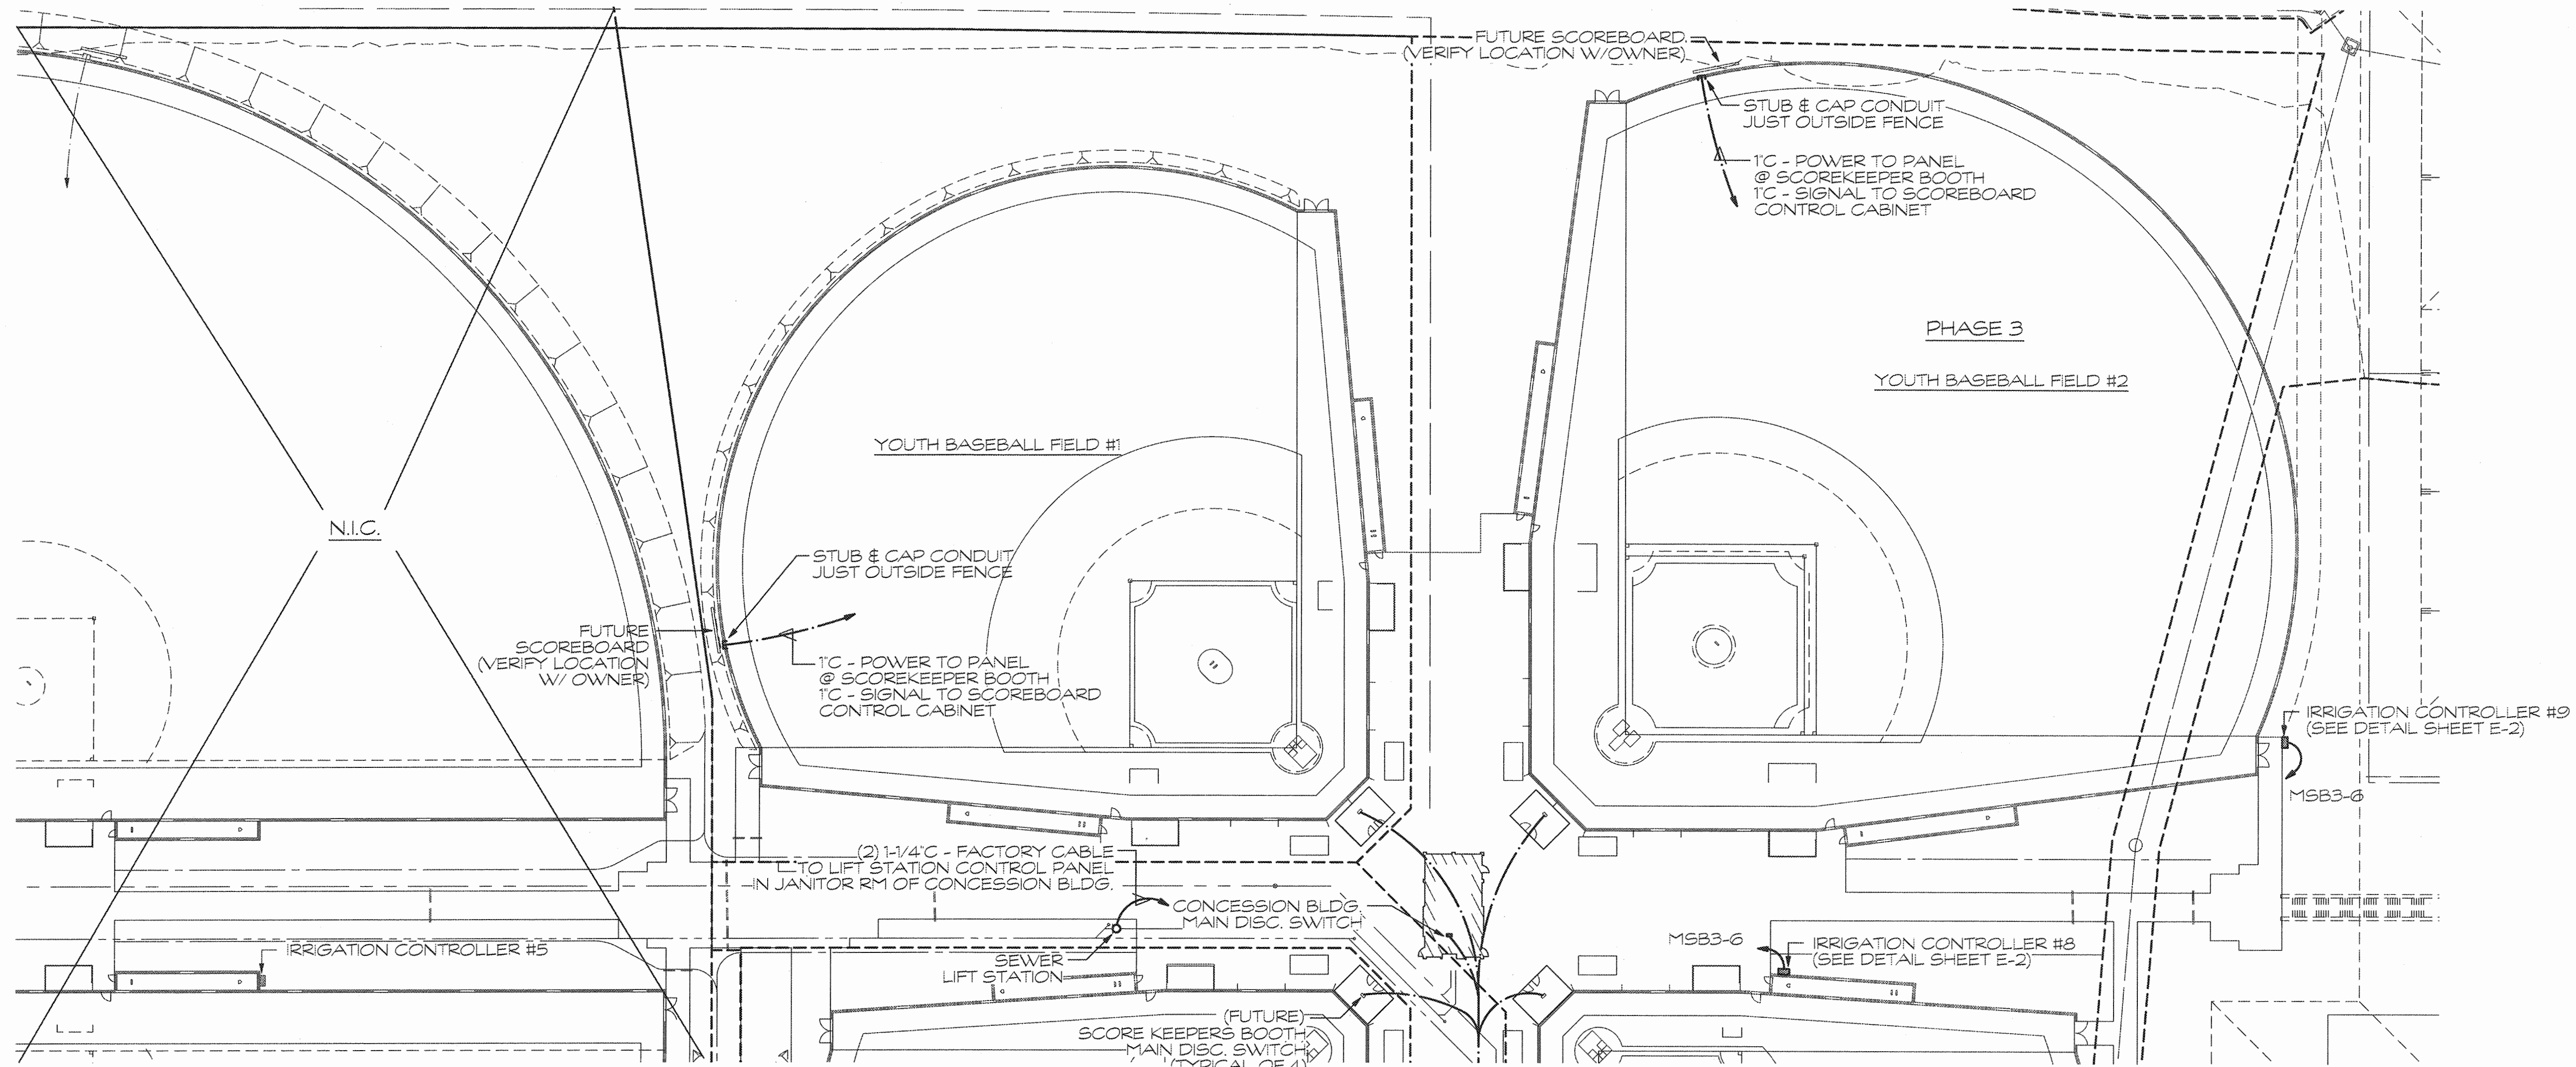 FUTURE SCOREBOARD.
(VERIFY LOCATION W/OWNER)
STUB & CAP CONDUIT
JUST OUTSIDE FENCE
1"C - POWER TO PANEL
@ SCOREKEEPER BOOTH
1"C - SIGNAL TO SCOREBOARD
CONTROL CABINET
PHASE 3
YOUTH BASEBALL FIELD #2
YOUTH BASEBALL FIELD #1
N.I.C.
STUB & CAP CONDUIT
JUST OUTSIDE FENCE
FUTURE
SCOREBOARD
(VERIFY LOCATION
W/ OWNER)
1"C - POWER TO PANEL
@ SCOREKEEPER BOOTH
1"C - SIGNAL TO SCOREBOARD
CONTROL CABINET
IRRIGATION CONTROLLER #9
(SEE DETAIL SHEET E-2)
MSB3-6
(2) 1-1/4"C - FACTORY CABLE
TO LIFT STATION CONTROL PANEL
IN JANITOR RM OF CONCESSION BLDG.
CONCESSION BLDG.
MAIN DISC. SWITCH
IRRIGATION CONTROLLER #5
SEWER
LIFT STATION
MSB3-6
IRRIGATION CONTROLLER #8
(SEE DETAIL SHEET E-2)
(FUTURE)
SCORE KEEPERS BOOTH
MAIN DISC. SWITCH
(TYPICAL OF 4)